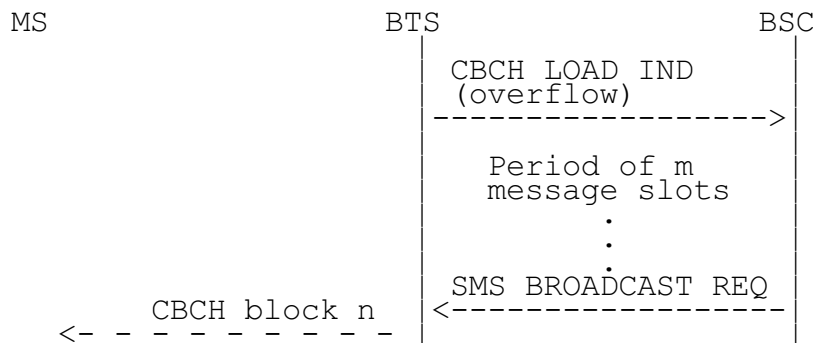 MS BTS BSC
CBCH LOAD IND
(overflow)
Period of m
message slots
.
.
.
SMS BROADCAST REQ
CBCH block n